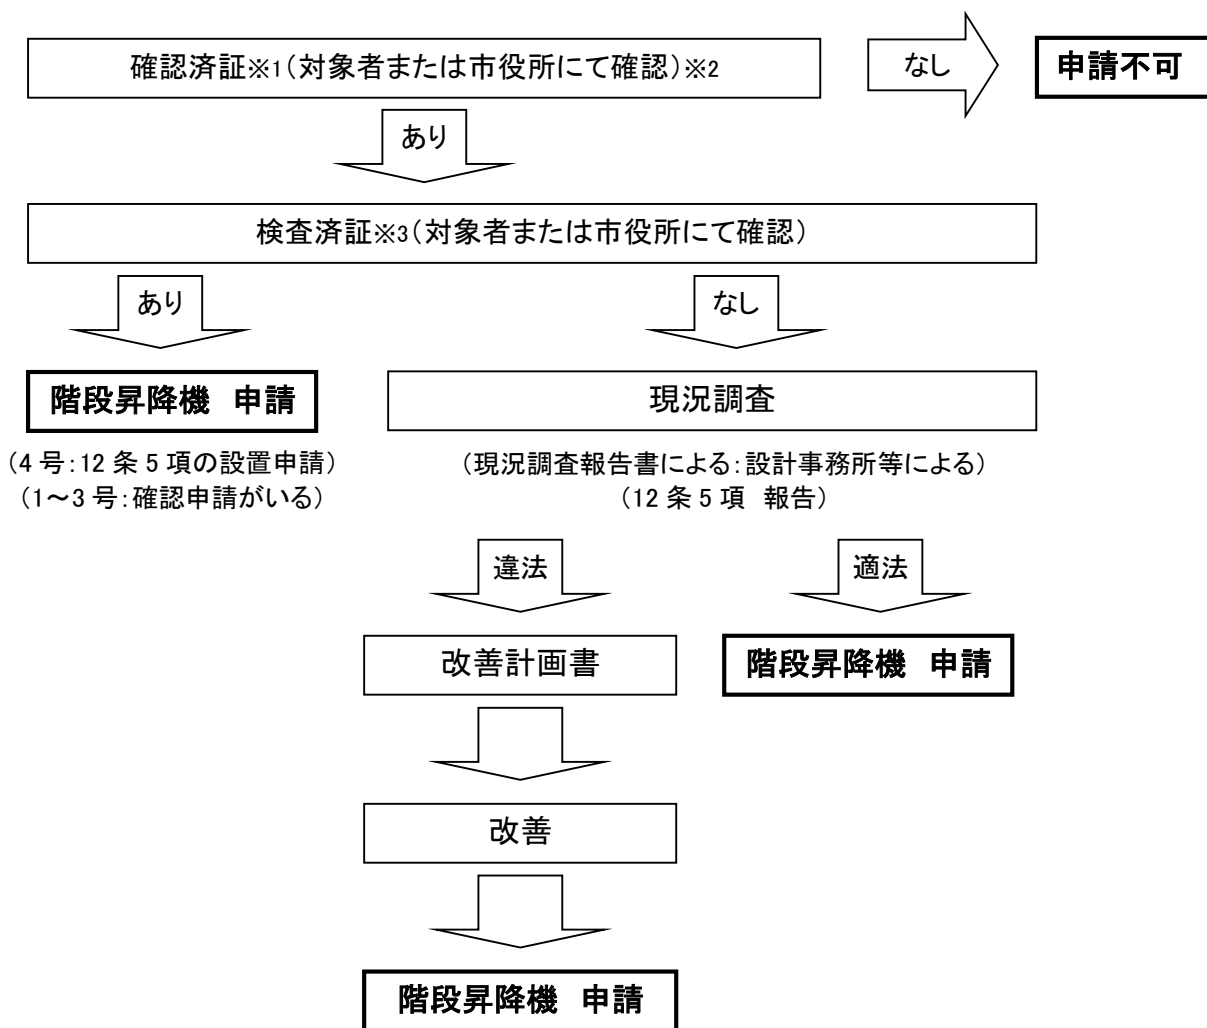 確認済証※1(対象者または市役所にて確認)※2
なし
申請不可
あり
検査済証※3(対象者または市役所にて確認)
あり
なし
階段昇降機 申請
現況調査
(4号:12条5項の設置申請)
(1~3号:確認申請がいる)
(現況調査報告書による:設計事務所等による)
(12条5項 報告)
違法
適法
改善計画書
階段昇降機 申請
改善
階段昇降機 申請